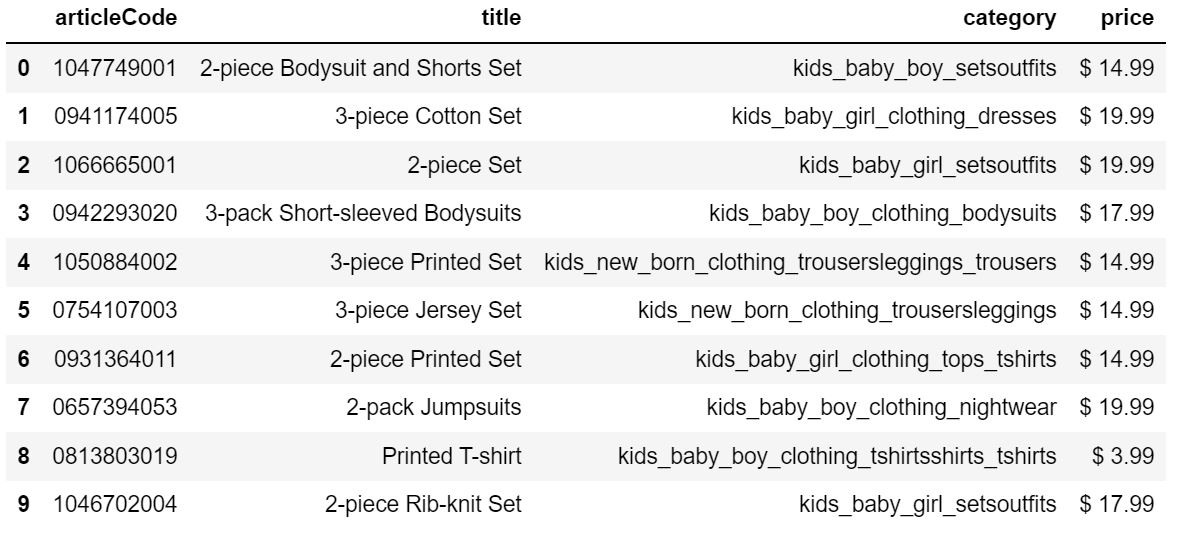 articleCode title category price
0 1047749001 2-piece Bodysuit and Shorts Set kids_baby_boy_setsoutfits $ 14.99
1 0941174005 3-piece Cotton Set kids_baby_girl_clothing_dresses $ 19.99
2 1066665001 2-piece Set kids_baby_girl_setsoutfits $ 19.99
3 0942293020 3-pack Short-sleeved Bodysuits kids_baby_boy_clothing_bodysuits $ 17.99
4 1050884002 3-piece Printed Set kids_new_born_clothing_trousersleggings_trousers $ 14.99
5 0754107003 3-piece Jersey Set kids_new_born_clothing_trousersleggings $ 14.99
6 0931364011 2-piece Printed Set kids_baby_girl_clothing_tops_tshirts $ 14.99
7 0657394053 2-pack Jumpsuits kids_baby_boy_clothing_nightwear $ 19.99
8 0813803019 Printed T-shirt kids_baby_boy_clothing_tshirtsshirts_tshirts $ 3.99
9 1046702004 2-piece Rib-knit Set kids_baby_girl_setsoutfits $ 17.99